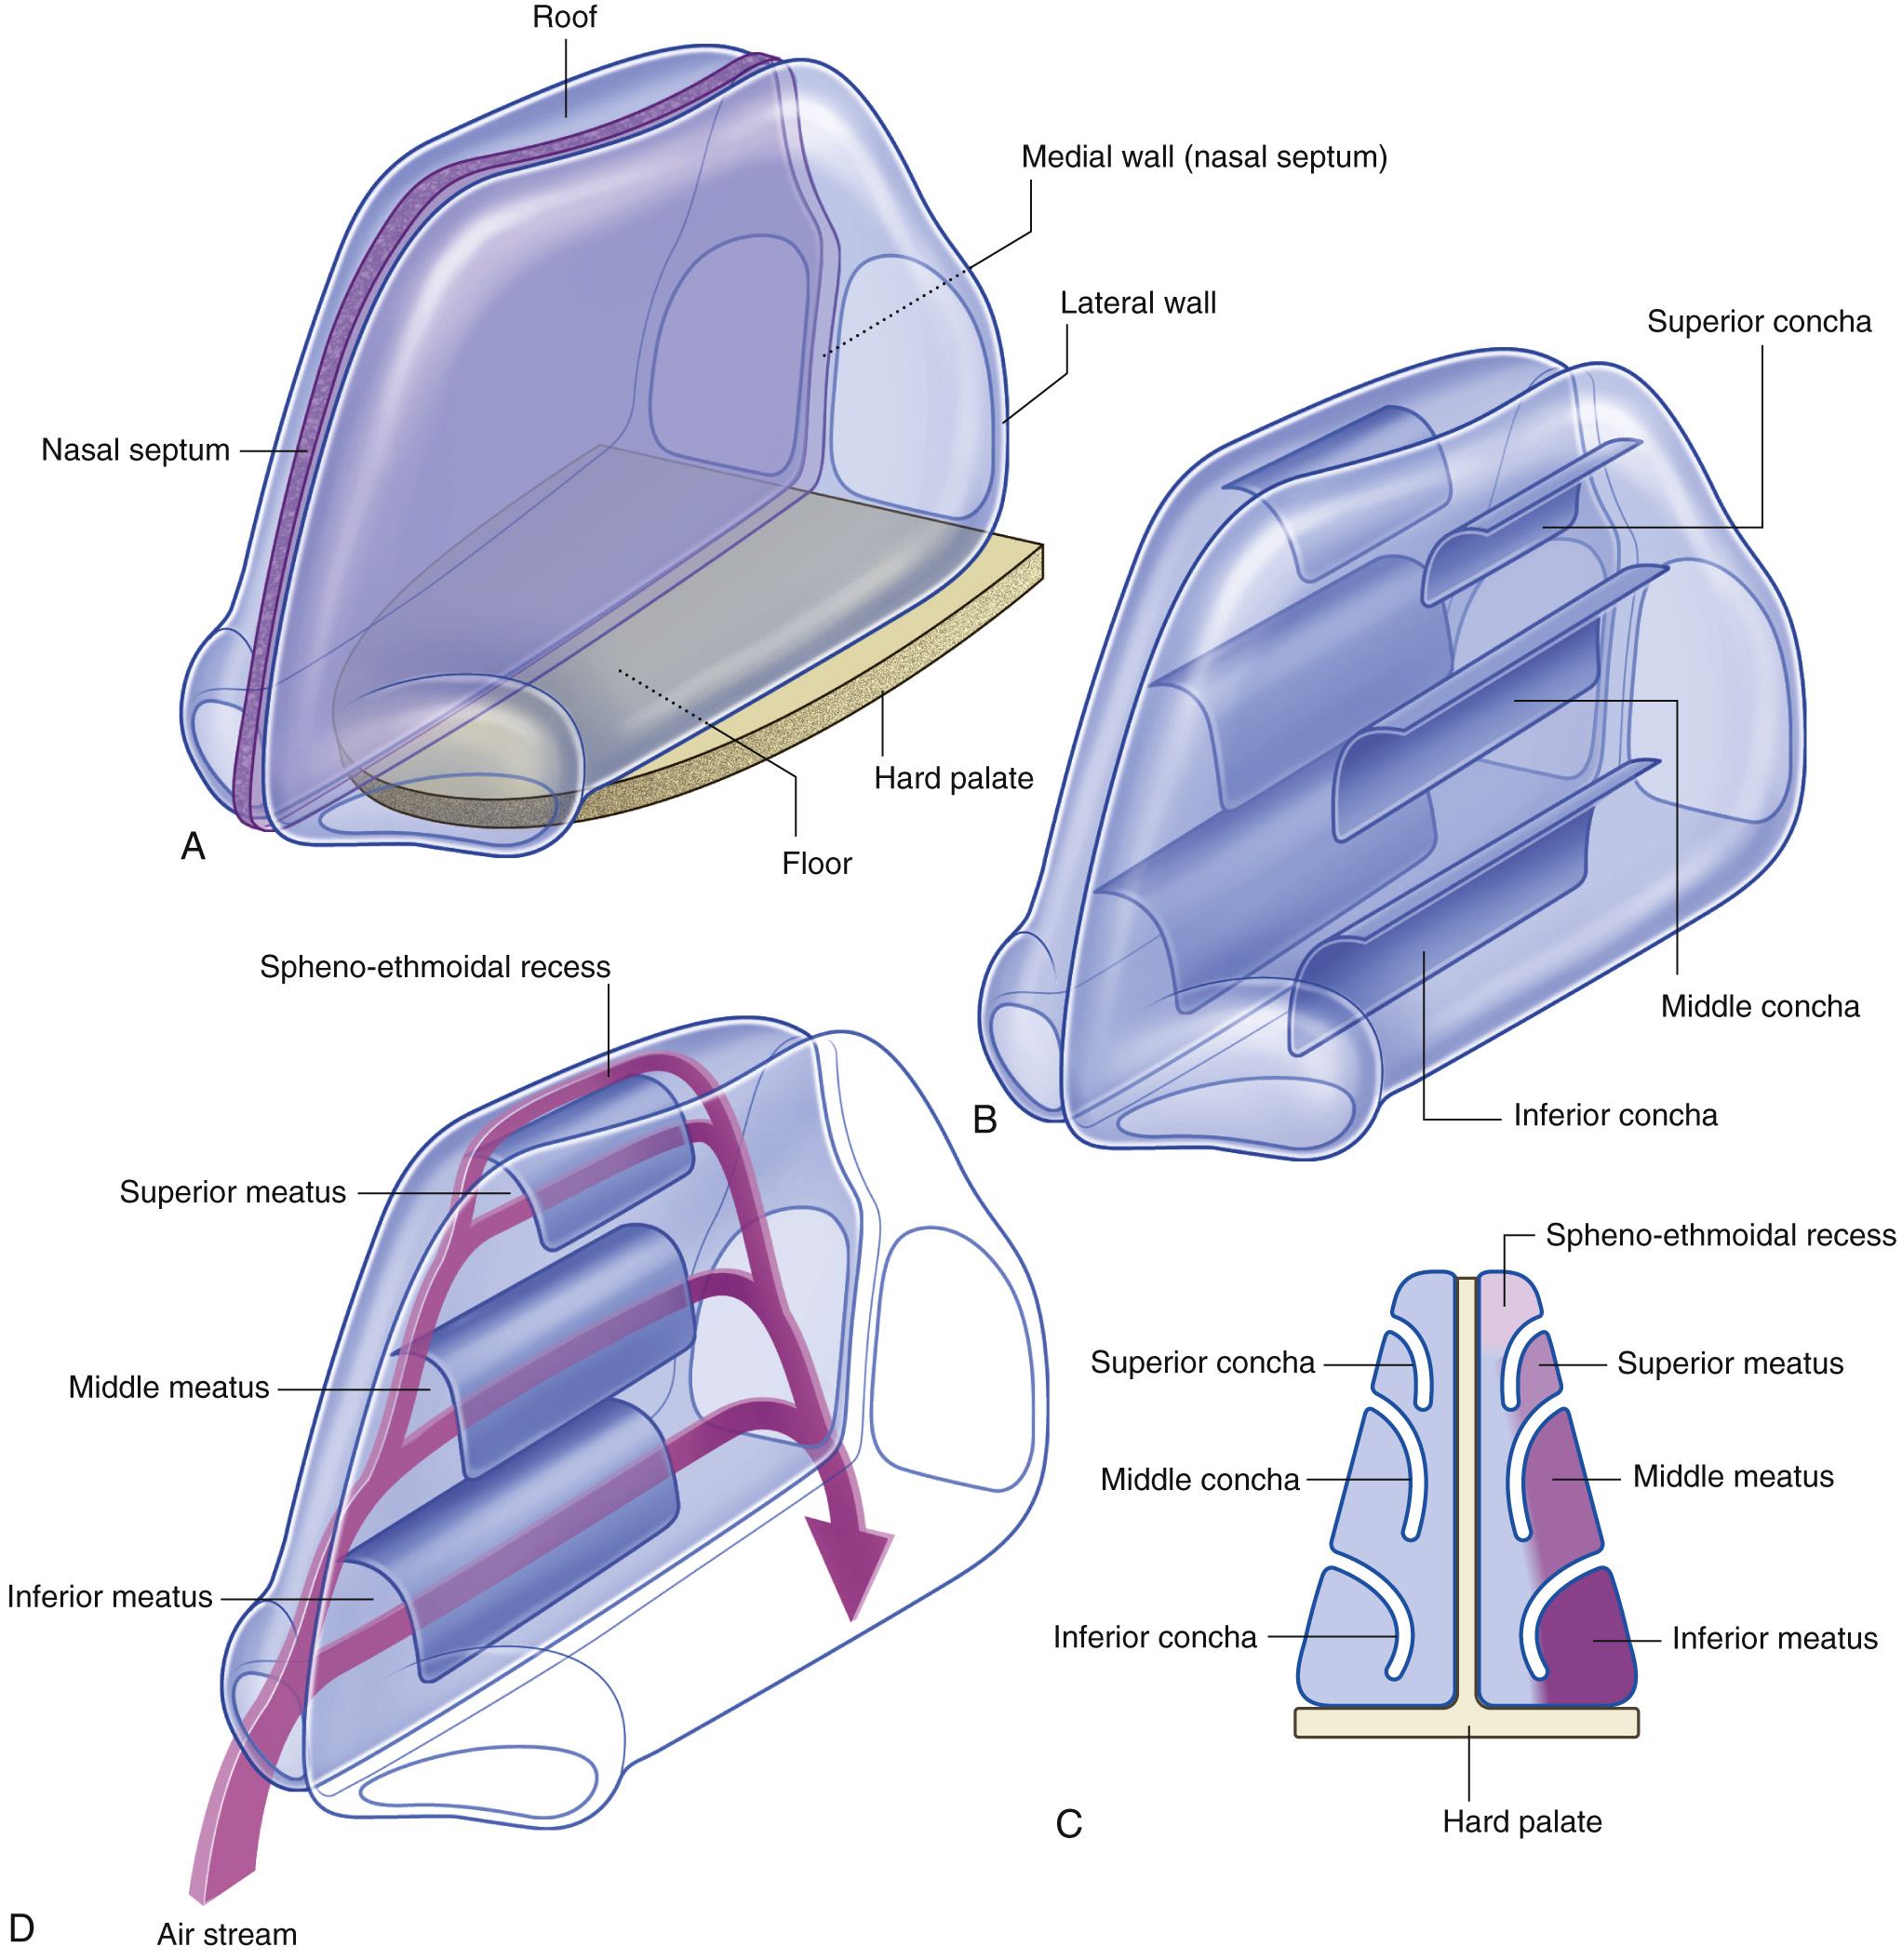 Roof
Medial wall (nasal septum)
Lateral wall
Nasal septum
Hard palate
Floor
A
Superior concha
Middle concha
Inferior concha
B
Spheno-ethmoidal recess
Superior meatus
Middle meatus
Inferior meatus
Air stream
D
Spheno-ethmoidal recess
Superior concha
Superior meatus
Middle concha
Middle meatus
Inferior concha
Inferior meatus
Hard palate
C